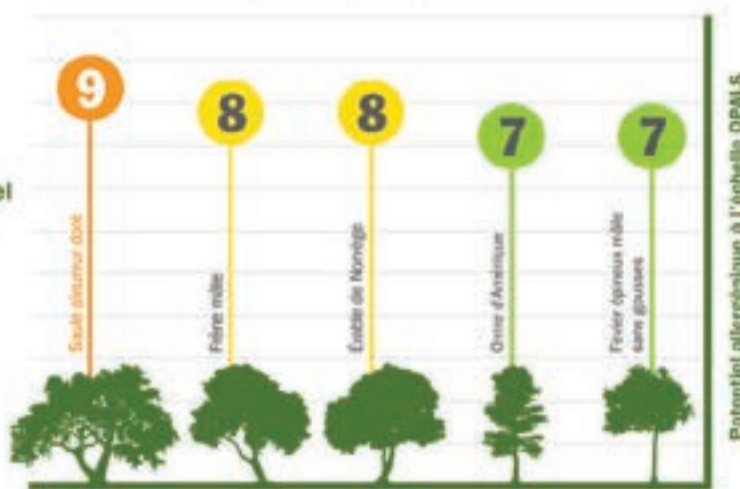 el
9
8
8
7
7
Saule pleureur doré
Frêne mâle
Érable de Norvège
Orme d'Amérique
Févier épineux mâle
sans gousses
Potentiel allergénique à l'échelle OPALS